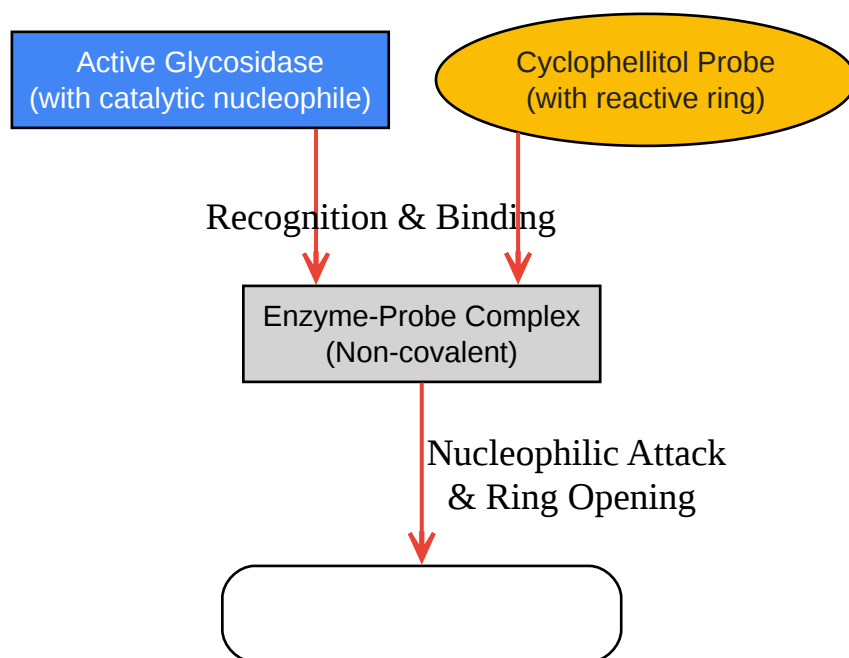 Active Glycosidase
(with catalytic nucleophile)
Cyclophellitol Probe
(with reactive ring)
Recognition & Binding
Enzyme-Probe Complex
(Non-covalent)
Nucleophilic Attack
& Ring Opening